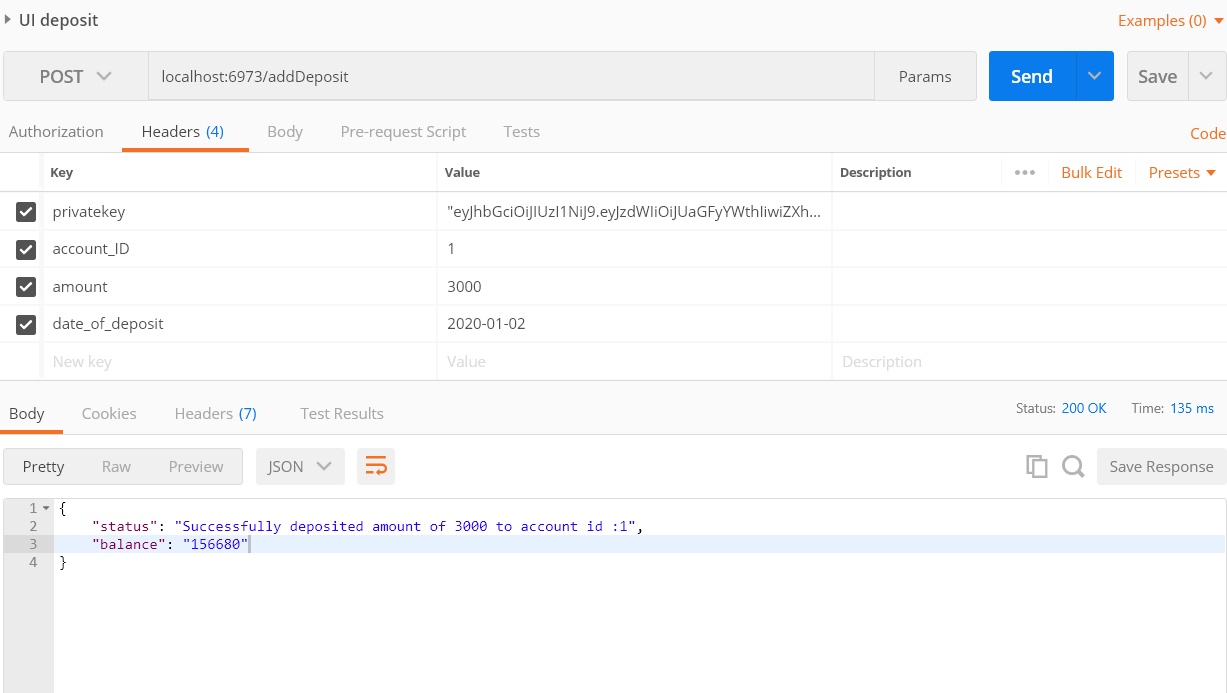 UI deposit Examples (0)
POST localhost:6973/addDeposit Params Send Save
Authorization Headers (4) Body Pre-request Script Tests Code
Key Value Description ••• Bulk Edit Presets
privatekey "eyJhbGciOiJIUzI1NiJ9.eyJzdWIiOiJUaGFyYWthIiwiZXh...
account_ID 1
amount 3000
date_of_deposit 2020-01-02
New key Value Description
Body Cookies Headers (7) Test Results Status: 200 OK Time: 135 ms
Pretty Raw Preview JSON Save Response
1 {
2 "status": "Successfully deposited amount of 3000 to account id :1",
3 "balance": "156680"
4 }